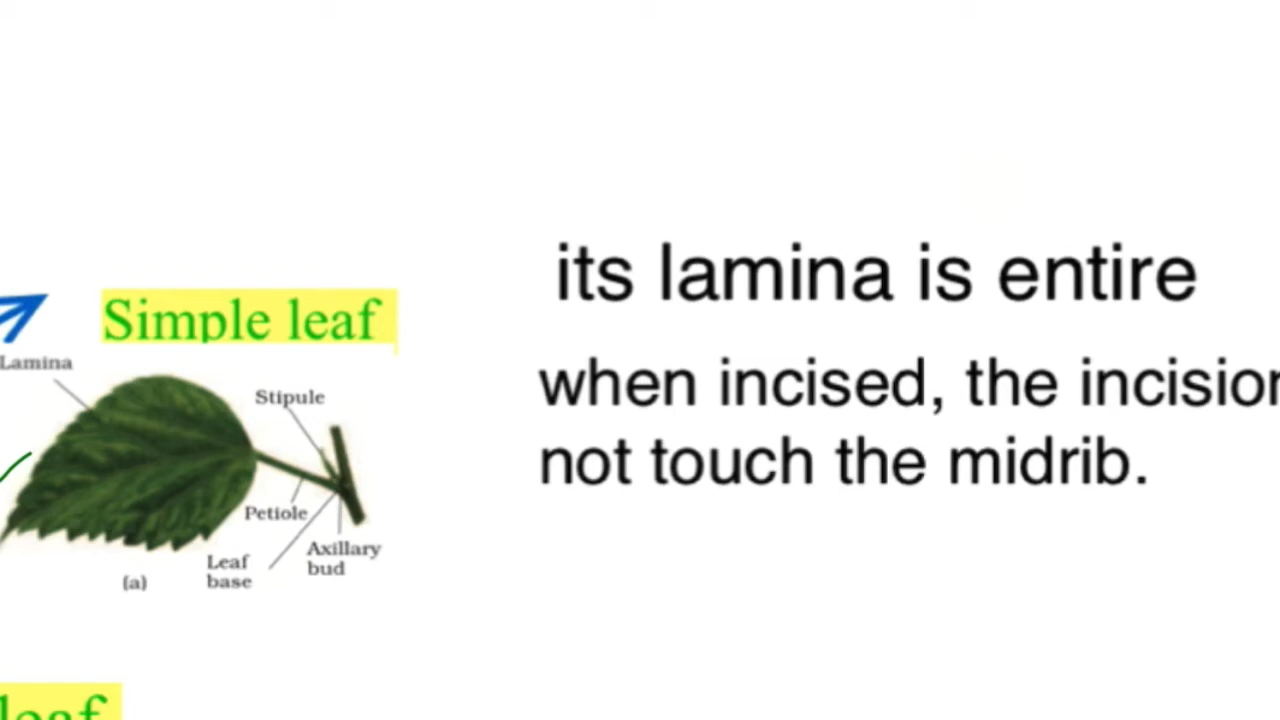 its lamina is entire
Simple leaf
when incised, the incision
not touch the midrib.
Lamina
Stipule
Petiole
Axillary
bud
Leaf
base
(a)
leaf